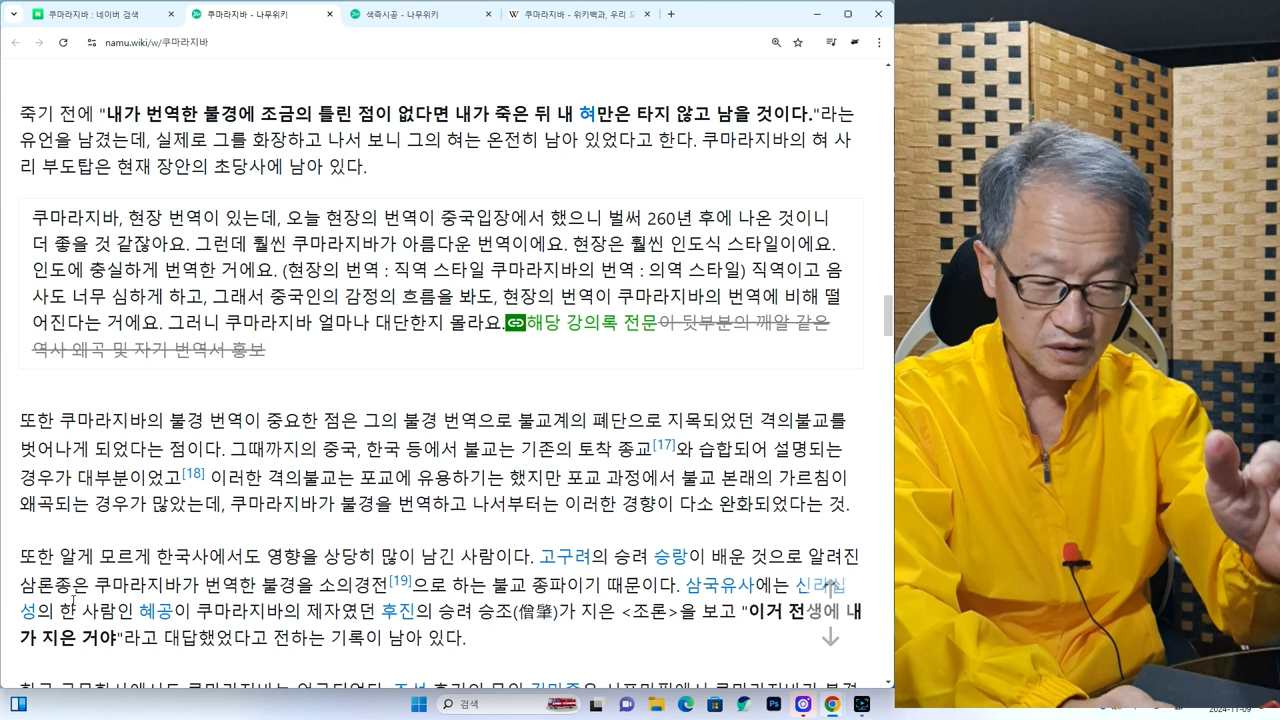 쿠마라지바 : 네이버 검색
쿠마라지바 - 나무위키
색즉시공 - 나무위키
쿠마라지바 - 위키백과, 우리 모
namu.wiki/w/쿠마라지바
죽기 전에 "내가 번역한 불경에 조금의 틀린 점이 없다면 내가 죽은 뒤 내 혀만은 타지 않고 남을 것이다."라는
유언을 남겼는데, 실제로 그를 화장하고 나서 보니 그의 혀는 온전히 남아 있었다고 한다. 쿠마라지바의 혀 사
리 부도탑은 현재 장안의 초당사에 남아 있다.
쿠마라지바, 현장 번역이 있는데, 오늘 현장의 번역이 중국입장에서 했으니 벌써 260년 후에 나온 것이니
더 좋을 것 같잖아요. 그런데 훨씬 쿠마라지바가 아름다운 번역이에요. 현장은 훨씬 인도식 스타일이에요.
인도에 충실하게 번역한 거에요. (현장의 번역 : 직역 스타일 쿠마라지바의 번역 : 의역 스타일) 직역이고 음
사도 너무 심하게 하고, 그래서 중국인의 감정의 흐름을 봐도, 현장의 번역이 쿠마라지바의 번역에 비해 떨
어진다는 거에요. 그러니 쿠마라지바 얼마나 대단한지 몰라요.해당 강의록 전문이 뒷부분의 깨알 같은
역사 왜곡 및 자기 번역서 홍보
또한 쿠마라지바의 불경 번역이 중요한 점은 그의 불경 번역으로 불교계의 폐단으로 지목되었던 격의불교를
벗어나게 되었다는 점이다. 그때까지의 중국, 한국 등에서 불교는 기존의 토착 종교[17]와 습합되어 설명되는
경우가 대부분이었고[18] 이러한 격의불교는 포교에 유용하기는 했지만 포교 과정에서 불교 본래의 가르침이
왜곡되는 경우가 많았는데, 쿠마라지바가 불경을 번역하고 나서부터는 이러한 경향이 다소 완화되었다는 것.
또한 알게 모르게 한국사에서도 영향을 상당히 많이 남긴 사람이다. 고구려의 승려 승랑이 배운 것으로 알려진
삼론종은 쿠마라지바가 번역한 불경을 소의경전[19]으로 하는 불교 종파이기 때문이다. 삼국유사에는 신라십
성의 한 사람인 혜공이 쿠마라지바의 제자였던 후진의 승려 승조(僧肇)가 지은 <조론>을 보고 "이거 전생에 내
가 지은 거야"라고 대답했었다고 전하는 기록이 남아 있다.
검색
2024-11-09